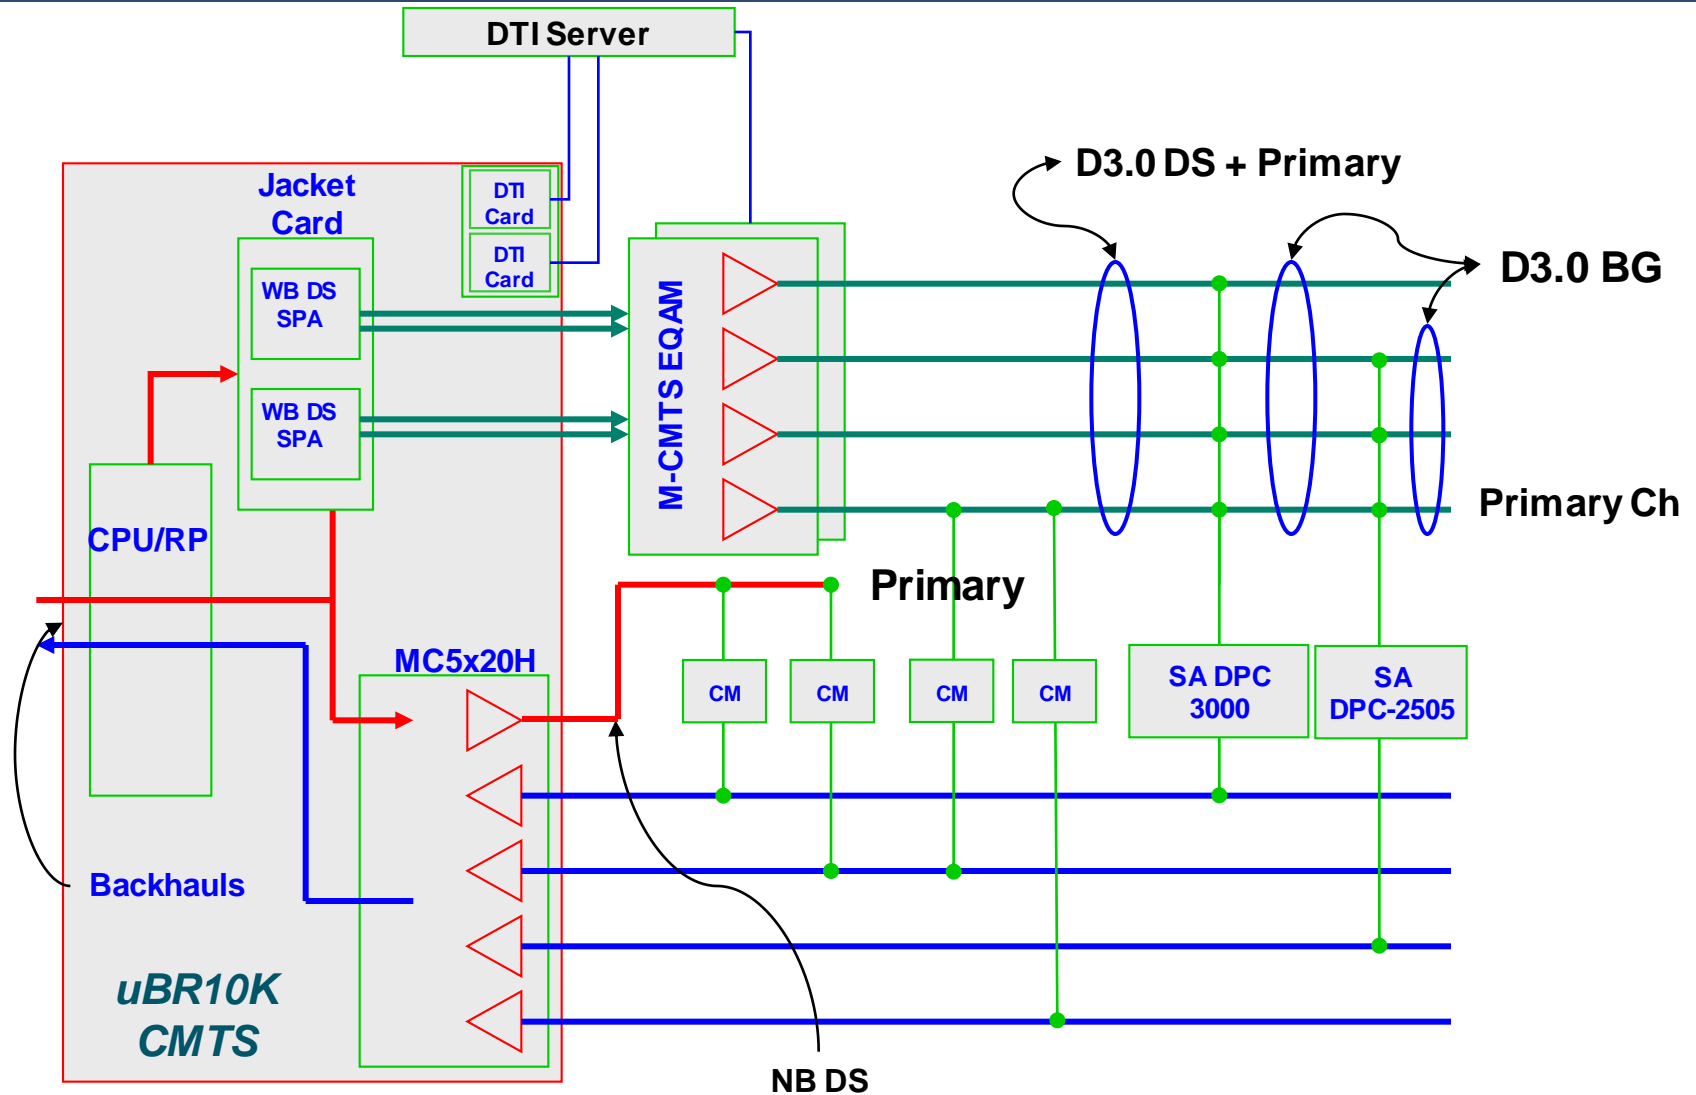 DTI Server
D3.0 DS + Primary
Jacket
Card
DTI
Card
DTI
Card
D3.0 BG
WB DS
SPA
M-CMTS EQAM
WB DS
SPA
Primary Ch
CPU/RP
Primary
MC5x20H
CM
CM
CM
CM
SA DPC
3000
SA
DPC-2505
Backhauls
uBR10K
CMTS
NB DS